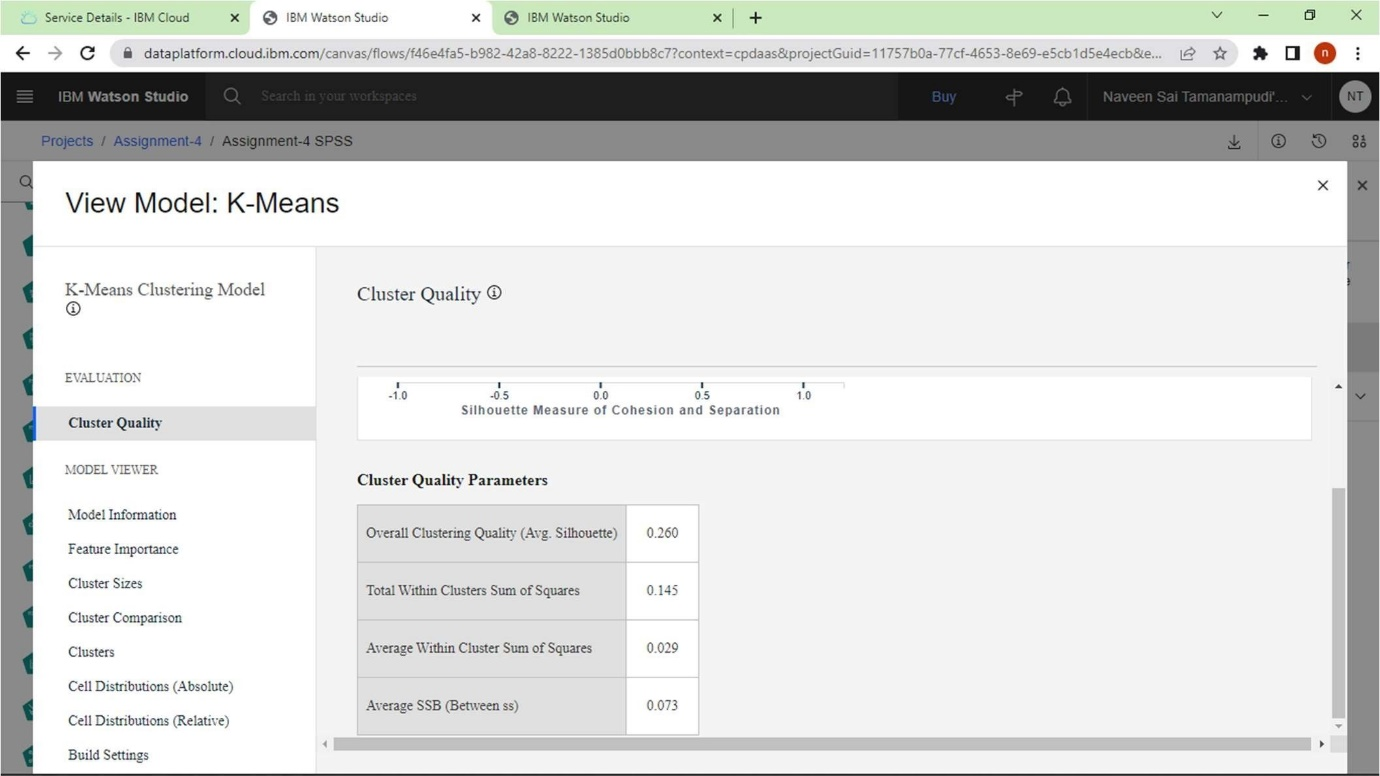 Service Details - IBM Cloud
IBM Watson Studio
IBM Watson Studio
dataplatform.cloud.ibm.com/canvas/flows/f46e4fa5-b982-42a8-8222-1385d0bbb8c7?context=cpdaas&projectGuid=11757b0a-77cf-4653-8e69-e5cb1d5e4ecb&e...
n
IBM Watson Studio
Search in your workspaces
Buy
Naveen Sai Tamanampudi'...
NT
Projects / Assignment-4 / Assignment-4 SPSS
View Model: K-Means
K-Means Clustering Model
EVALUATION
Cluster Quality
MODEL VIEWER
Model Information
Feature Importance
Cluster Sizes
Cluster Comparison
Clusters
Cell Distributions (Absolute)
Cell Distributions (Relative)
Build Settings
Cluster Quality
-1.0 -0.5 0.0 0.5 1.0
Silhouette Measure of Cohesion and Separation
Cluster Quality Parameters
Overall Clustering Quality (Avg. Silhouette) 0.260
Total Within Clusters Sum of Squares 0.145
Average Within Cluster Sum of Squares 0.029
Average SSB (Between ss) 0.073